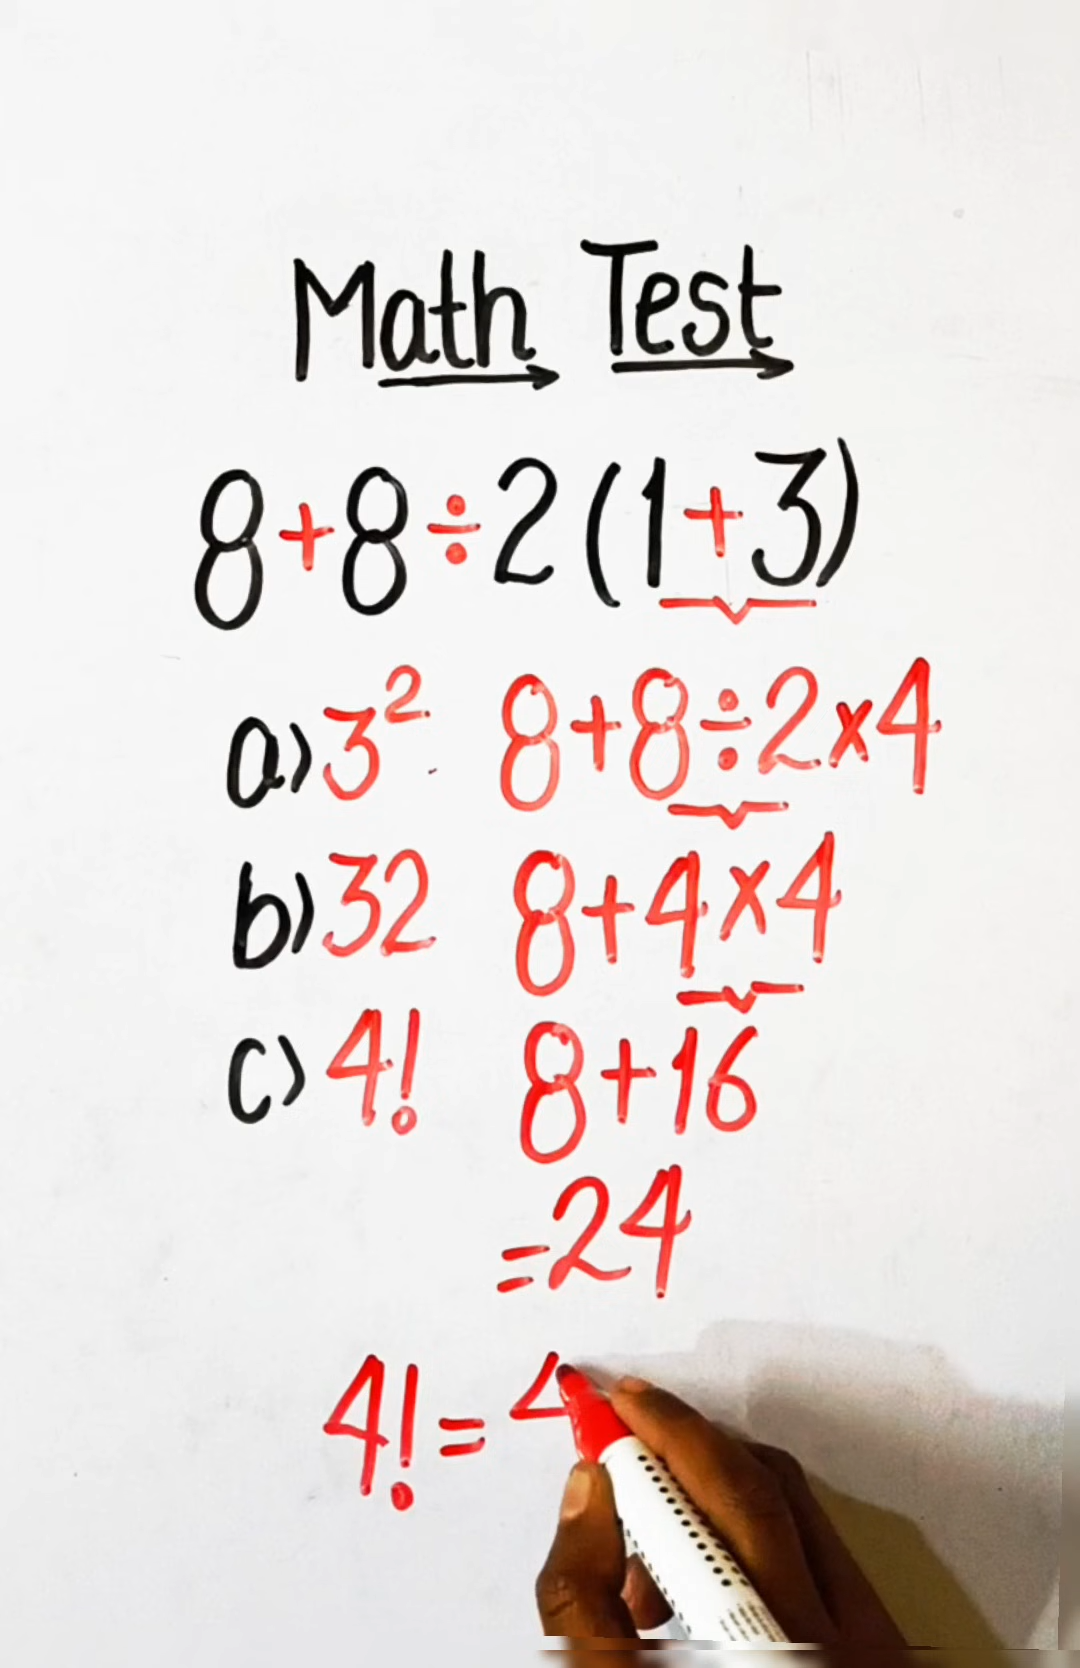 Math Test
8+8÷2(1+3)
a) 3² 8+8÷2×4
b) 32 8+4×4
c) 4! 8+16
=24
4! = 4